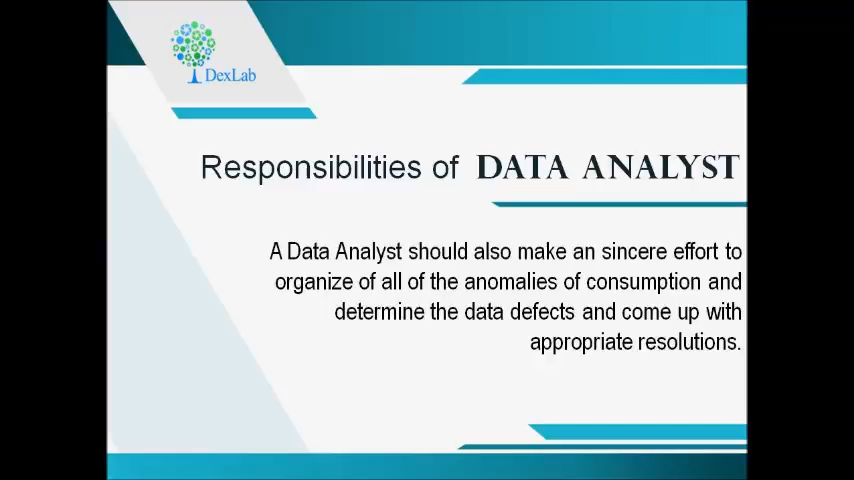 DexLab
Responsibilities of DATA ANALYST
A Data Analyst should also make an sincere effort to
organize of all of the anomalies of consumption and
determine the data defects and come up with
appropriate resolutions.